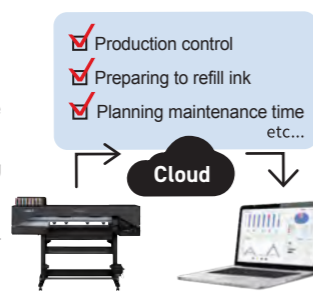 Production control
Preparing to refill ink
Planning maintenance time
etc...
Cloud